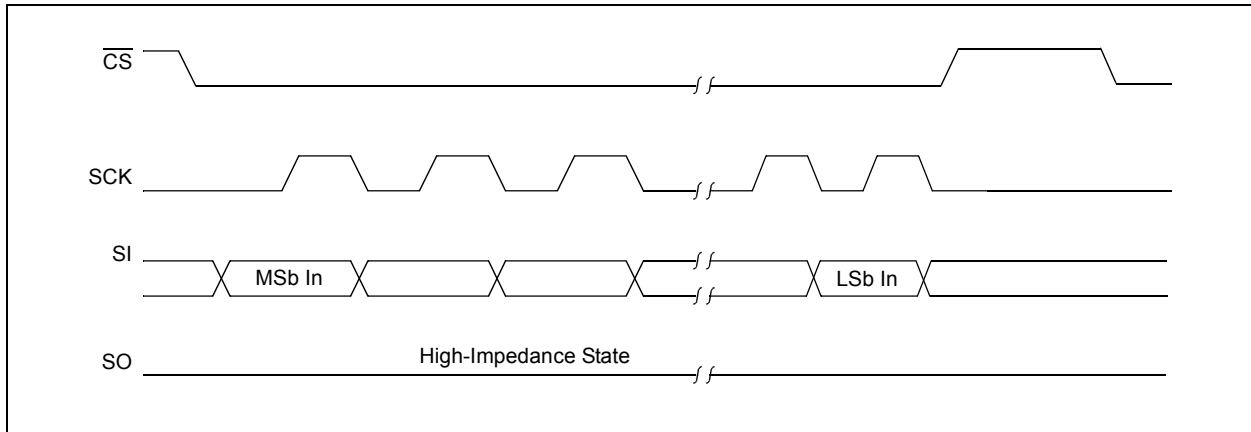 CS
SCK
SI
MSb In
LSb In
SO
High-Impedance State